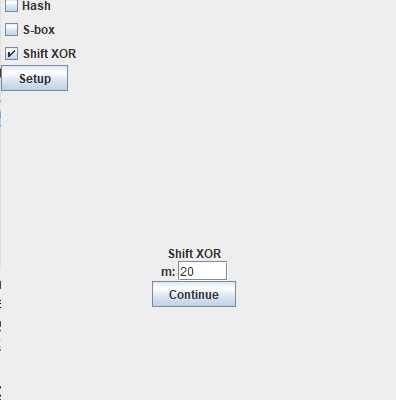 Hash
S-box
Shift XOR
Setup
Shift XOR
m: 20
Continue